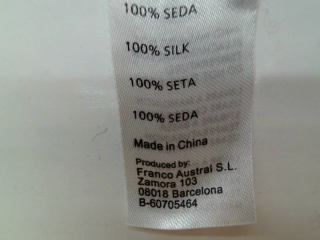 100% SEDA
100% SILK
100% SETA
100% SEDA
Made in China
Produced by:
Franco Austral S.L.
Zamora 103
08018 Barcelona
B-60705464